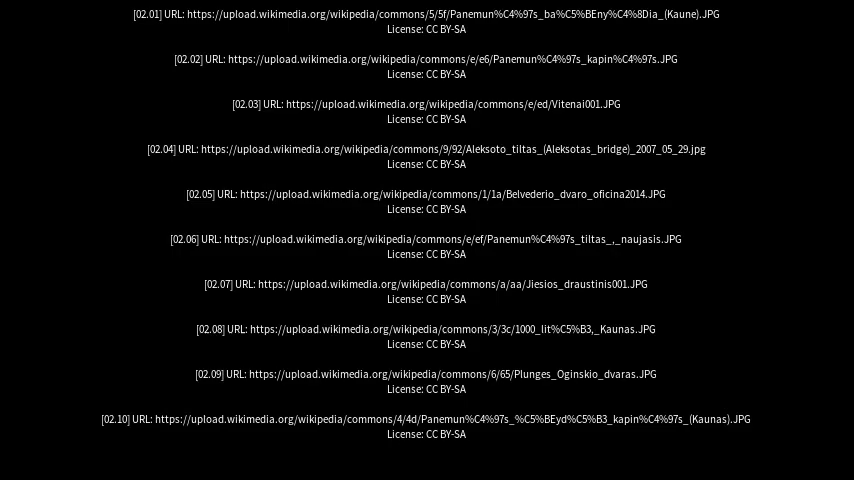 [02.01] URL: https://upload.wikimedia.org/wikipedia/commons/5/5f/Panemun%C4%97s_ba%C5%BEny%C4%8Dia_(Kaune).JPG
License: CC BY-SA
[02.02] URL: https://upload.wikimedia.org/wikipedia/commons/e/e6/Panemun%C4%97s_kapin%C4%97s.JPG
License: CC BY-SA
[02.03] URL: https://upload.wikimedia.org/wikipedia/commons/e/ed/Vitenai001.JPG
License: CC BY-SA
[02.04] URL: https://upload.wikimedia.org/wikipedia/commons/9/92/Aleksoto_tiltas_(Aleksotas_bridge)_2007_05_29.jpg
License: CC BY-SA
[02.05] URL: https://upload.wikimedia.org/wikipedia/commons/1/1a/Belvederio_dvaro_oficina2014.JPG
License: CC BY-SA
[02.06] URL: https://upload.wikimedia.org/wikipedia/commons/e/ef/Panemun%C4%97s_tiltas_,_naujasis.JPG
License: CC BY-SA
[02.07] URL: https://upload.wikimedia.org/wikipedia/commons/a/aa/Jiesios_draustinis001.JPG
License: CC BY-SA
[02.08] URL: https://upload.wikimedia.org/wikipedia/commons/3/3c/1000_lit%C5%B3,_Kaunas.JPG
License: CC BY-SA
[02.09] URL: https://upload.wikimedia.org/wikipedia/commons/6/65/Plunges_Oginskio_dvaras.JPG
License: CC BY-SA
[02.10] URL: https://upload.wikimedia.org/wikipedia/commons/4/4d/Panemun%C4%97s_%C5%BEyd%C5%B3_kapin%C4%97s_(Kaunas).JPG
License: CC BY-SA